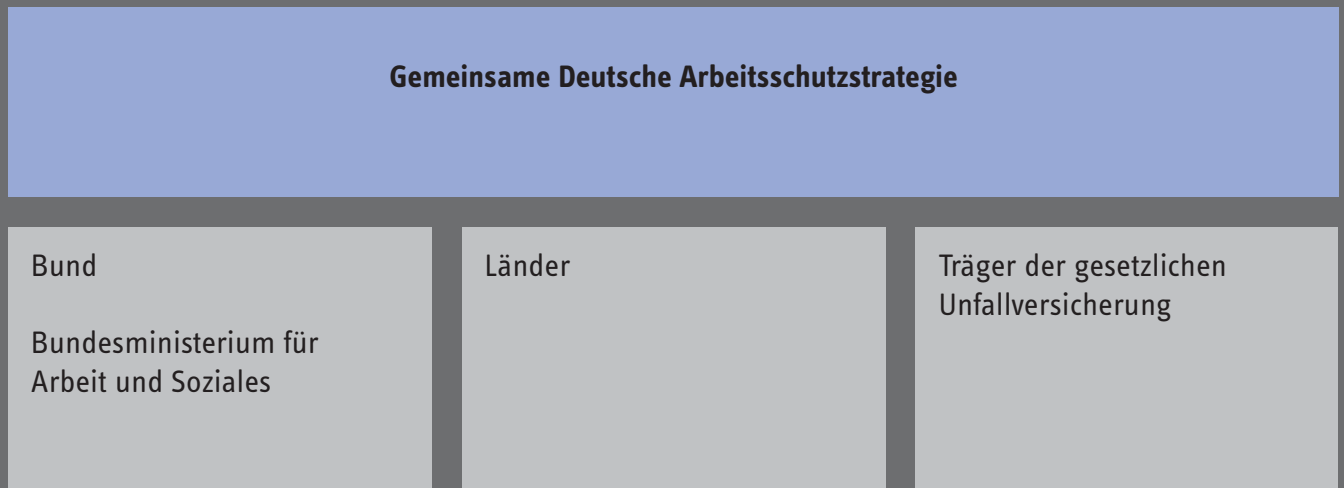 Gemeinsame Deutsche Arbeitsschutzstrategie
Bund
Bundesministerium für
Arbeit und Soziales
Länder
Träger der gesetzlichen
Unfallversicherung